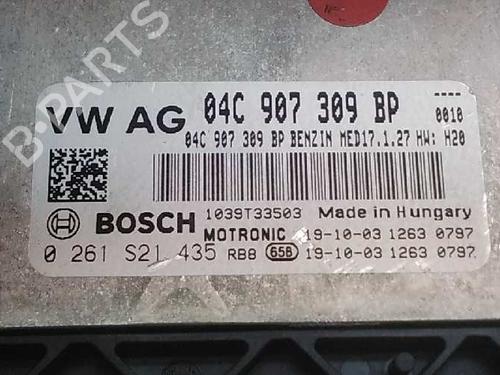 B-PARTS
VW AG 04C 907 309 BP 0010
04C 907 309 BP BENZIN MED17.1.27 HW: H20
BOSCH 1039T33503 Made in Hungary
MOTRONIC 19-10-03 1263 0797
0 261 S21 435 RB8 65B 19-10-03 1263 0797